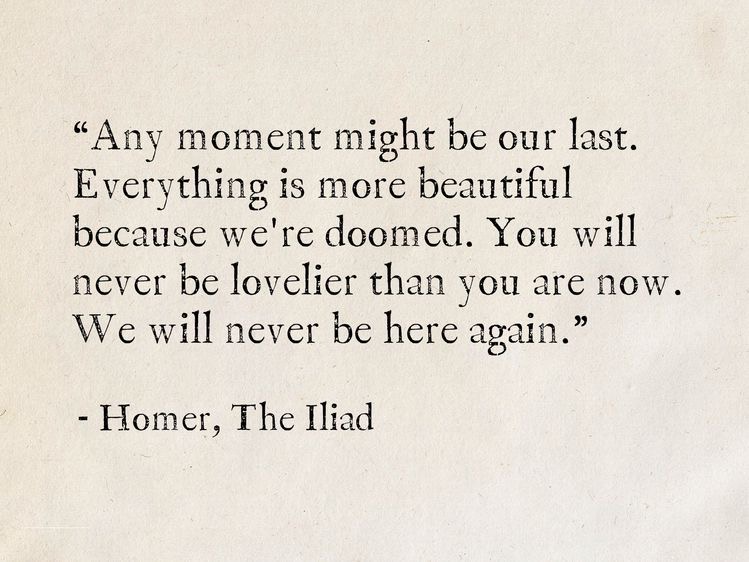 “Any moment might be our last.
Everything is more beautiful
because we're doomed. You will
never be lovelier than you are now.
We will never be here again.”
- Homer, The Iliad